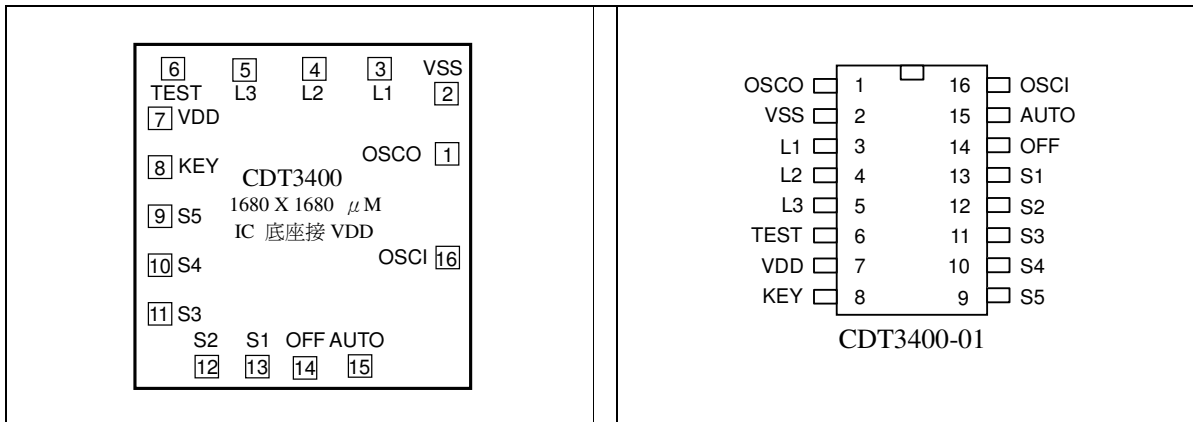 6 5 4 3 VSS
TEST L3 L2 L1 2
7 VDD
OSCO 1
8 KEY
CDT3400
1680 X 1680 μM
9 S5
IC 底座接 VDD
OSCI 16
10 S4
11 S3
S2 S1 OFF AUTO
12 13 14 15
OSCO 1 16 OSCI
VSS 2 15 AUTO
L1 3 14 OFF
L2 4 13 S1
L3 5 12 S2
TEST 6 11 S3
VDD 7 10 S4
KEY 8 9 S5
CDT3400-01